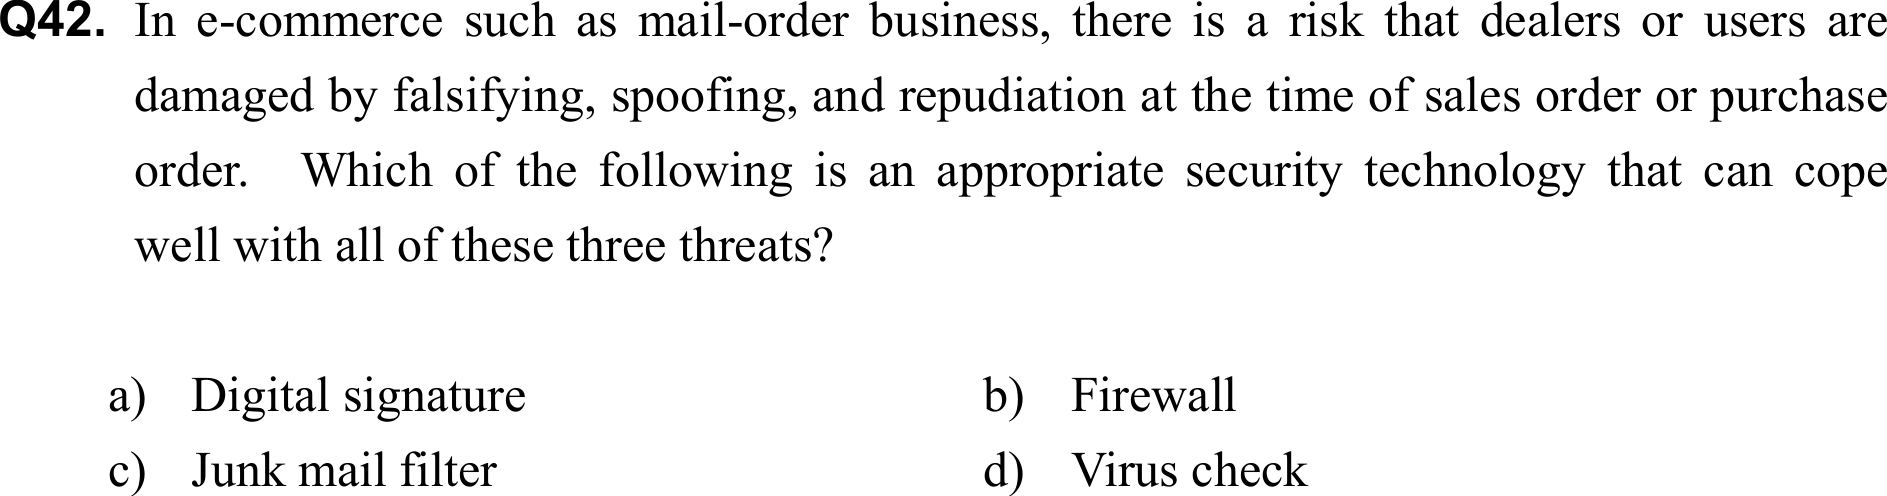 Q42. In e-commerce such as mail-order business, there is a risk that dealers or users are
damaged by falsifying, spoofing, and repudiation at the time of sales order or purchase
order. Which of the following is an appropriate security technology that can cope
well with all of these three threats?
a) Digital signature b) Firewall
c) Junk mail filter d) Virus check